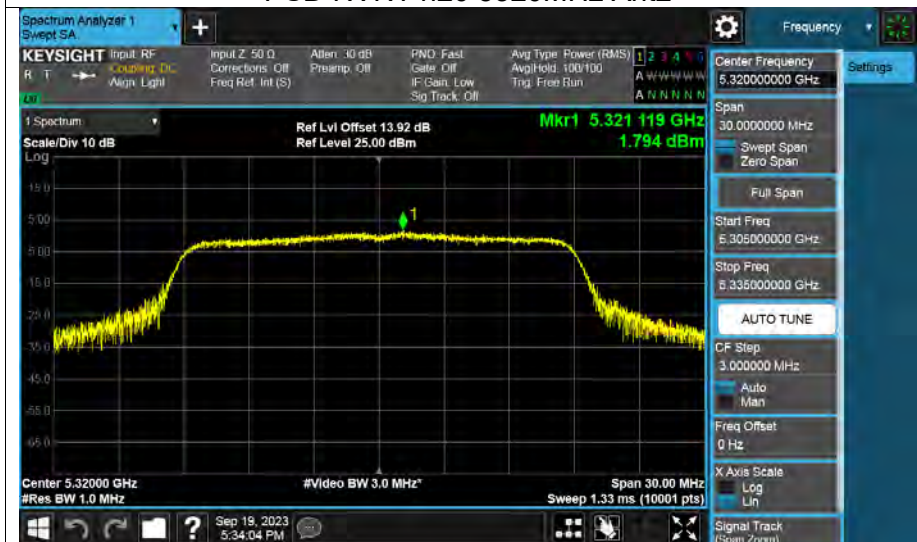 Spectrum Analyzer 1
Swept SA
+
Frequency
KEYSIGHT
Input: RF
Coupling: DC
Align: Light
R T
Input Z: 50 Ω
Corrections: Off
Freq Ref: Int (S)
Atten: 30 dB
Preamp: Off
PNO: Fast
Gate: Off
IF Gain: Low
Sig Track: Off
Avg Type: Power (RMS)
Avg|Hold: 100/100
Trig: Free Run
1 2 3 4 5 6
A W W W W W
A N N N N N
1 Spectrum
Scale/Div 10 dB
Log
Ref Lvl Offset 13.92 dB
Ref Level 25.00 dBm
Mkr1 5.321 119 GHz
1.794 dBm
15.0
5.00
-5.00
-15.0
-25.0
-35.0
-45.0
-55.0
-65.0
1
Center 5.32000 GHz
#Res BW 1.0 MHz
#Video BW 3.0 MHz*
Span 30.00 MHz
Sweep 1.33 ms (10001 pts)
Sep 19, 2023
5:34:04 PM
?
Center Frequency
5.320000000 GHz
Settings
Span
30.0000000 MHz
Swept Span
Zero Span
Full Span
Start Freq
5.305000000 GHz
Stop Freq
5.335000000 GHz
AUTO TUNE
CF Step
3.000000 MHz
Auto
Man
Freq Offset
0 Hz
X Axis Scale
Log
Lin
Signal Track
(Span Zoom)